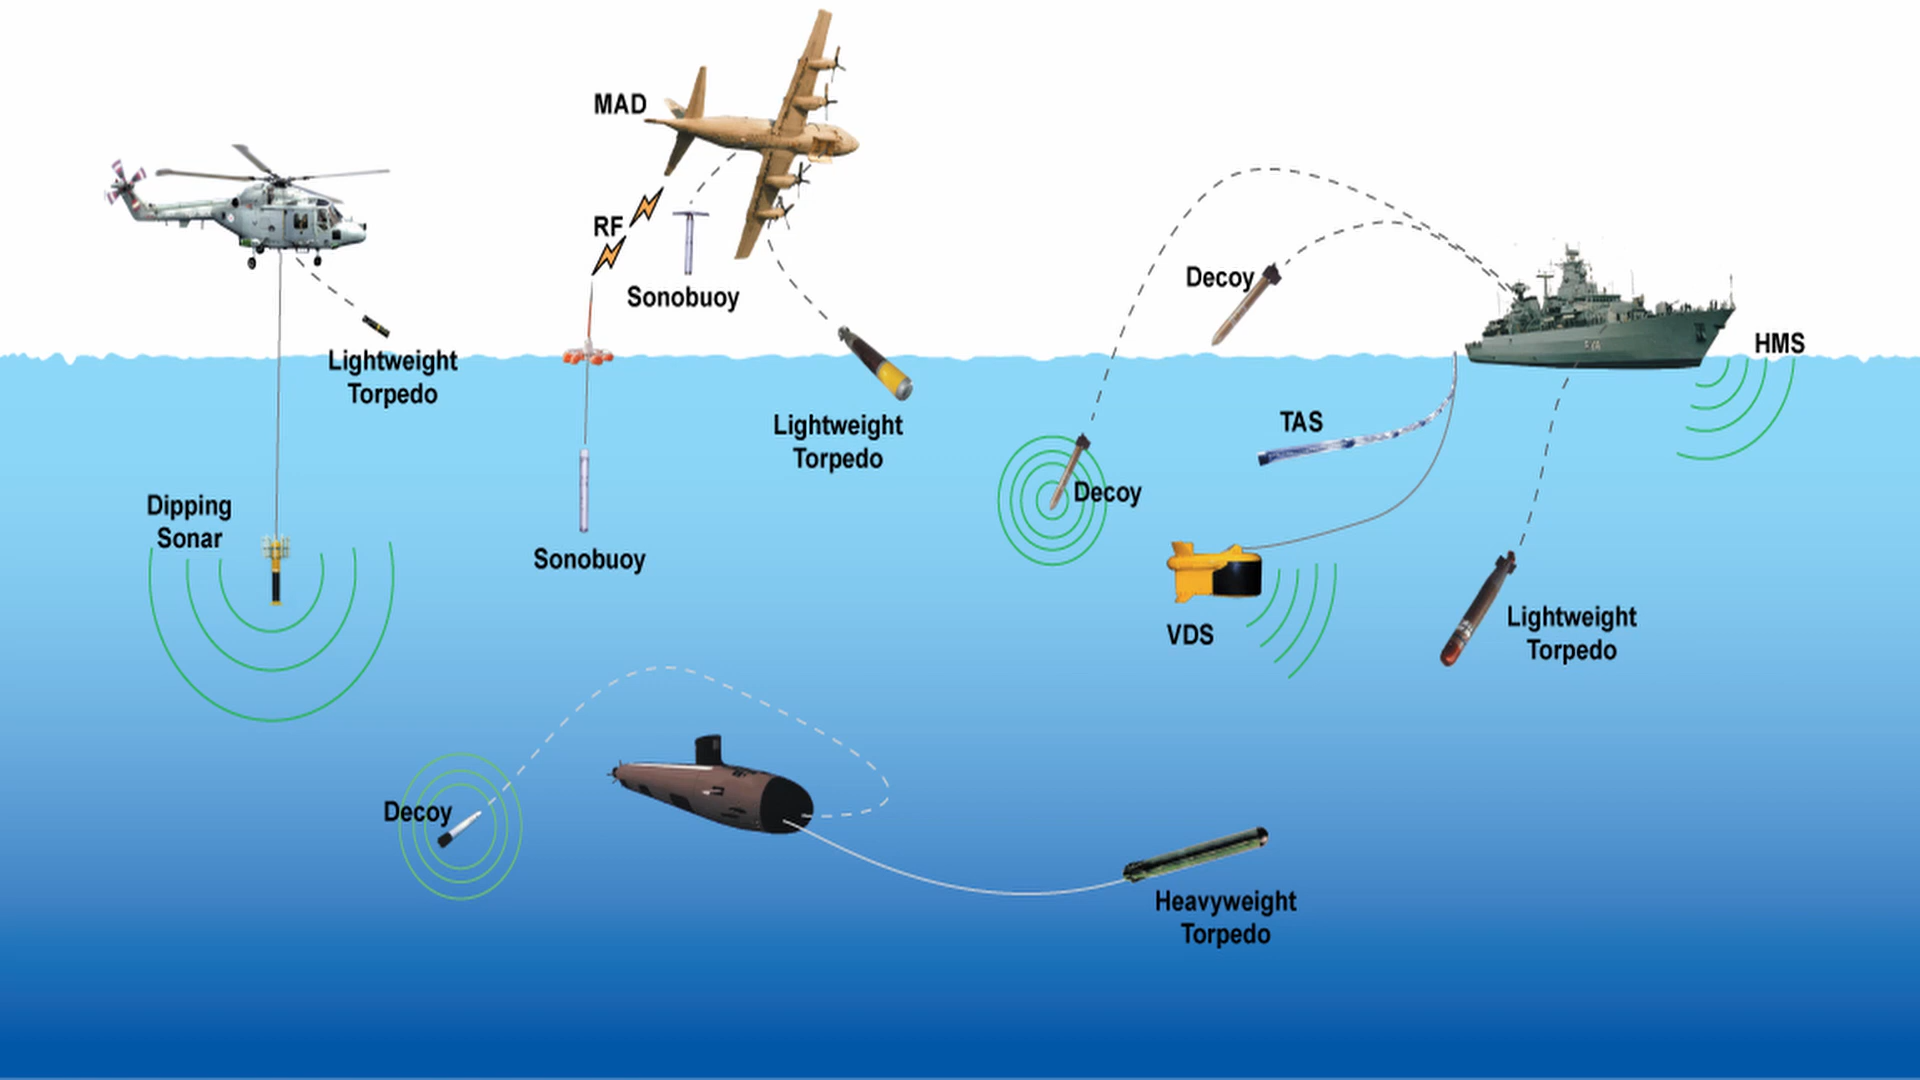 MAD
RF
Sonobuoy
Decoy
HMS
Lightweight
Torpedo
TAS
Lightweight
Torpedo
Decoy
Dipping
Sonar
Sonobuoy
VDS
Lightweight
Torpedo
Decoy
Heavyweight
Torpedo